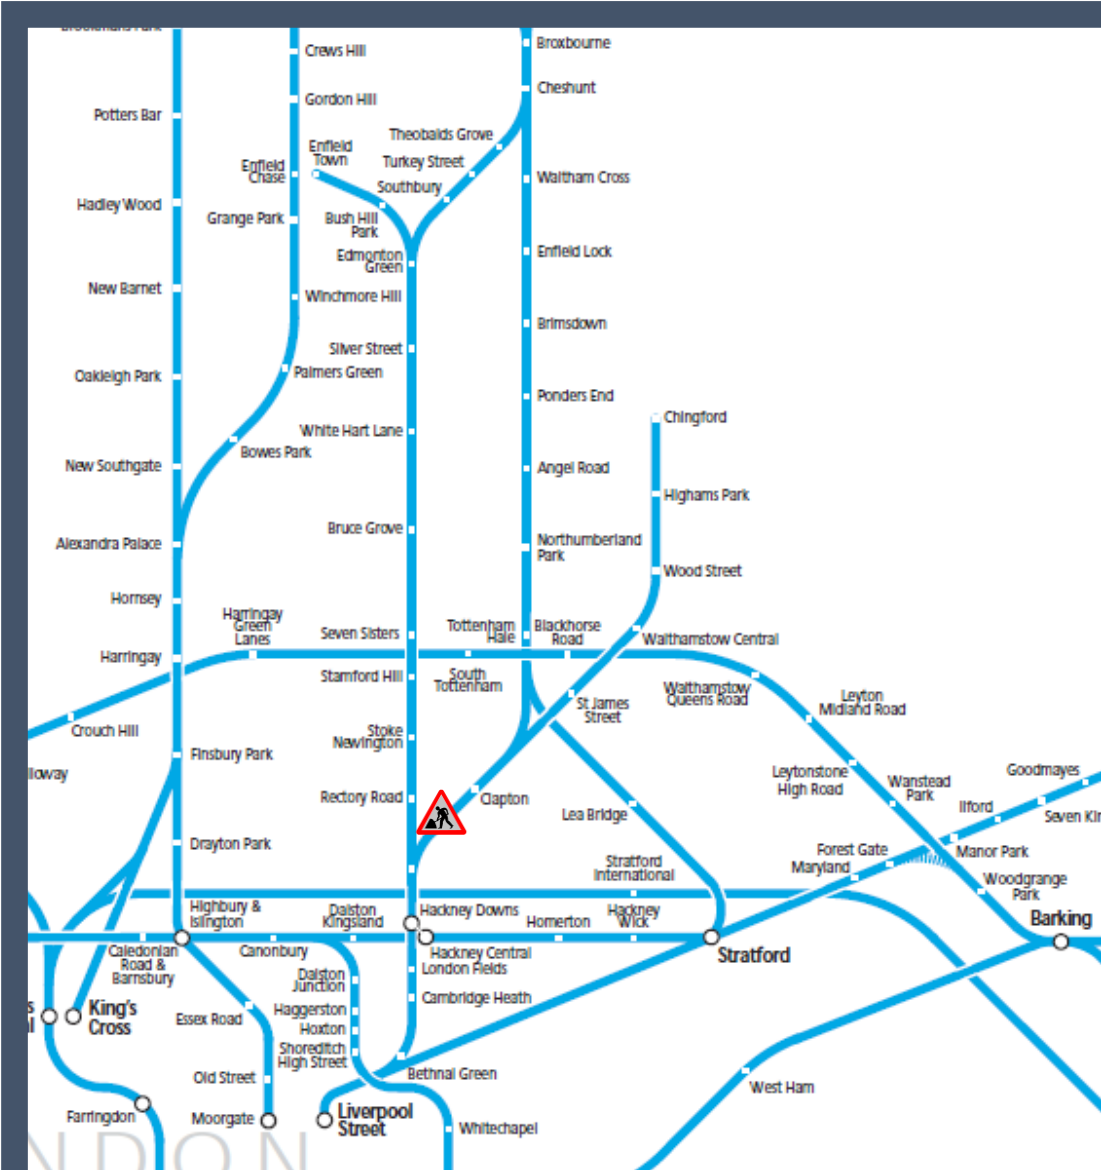 Crews Hill
Broxbourne
Cheshunt
Gordon Hill
Potters Bar
Theobalds Grove
Enfield
Town
Turkey Street
Enfield
Chase
Southbury
Waltham Cross
Hadley Wood
Grange Park
Bush Hill
Park
Edmonton
Green
Enfield Lock
New Barnet
Winchmore Hill
Brimsdown
Silver Street
Oakleigh Park
Palmers Green
Ponders End
Chingford
White Hart Lane
Bowes Park
New Southgate
Angel Road
Highams Park
Bruce Grove
Alexandra Palace
Northumberland
Park
Wood Street
Hornsey
Harringay
Green
Lanes
Seven Sisters
Tottenham
Hale
Blackhorse
Road
Walthamstow Central
Harringay
Stamford Hill
South
Tottenham
Walthamstow
Queens Road
St James
Street
Leyton
Midland Road
Crouch Hill
Stoke
Newington
Finsbury Park
lloway
Leytonstone
High Road
Goodmayes
Wanstead
Park
Rectory Road
Clapton
Ilford
Lea Bridge
Seven Kin
Drayton Park
Forest Gate
Manor Park
Maryland
Stratford
International
Woodgrange
Park
Highbury &
Islington
Dalston
Kingsland
Hackney Downs
Homerton
Hackney
Wick
Barking
Caledonian
Road &
Barnsbury
Canonbury
Hackney Central
Stratford
London Fields
Dalston
Junction
Cambridge Heath
King's
Cross
Essex Road
Haggerston
Hoxton
Shoreditch
High Street
Old Street
Bethnal Green
West Ham
Farringdon
Moorgate
Liverpool
Street
Whitechapel
NDON